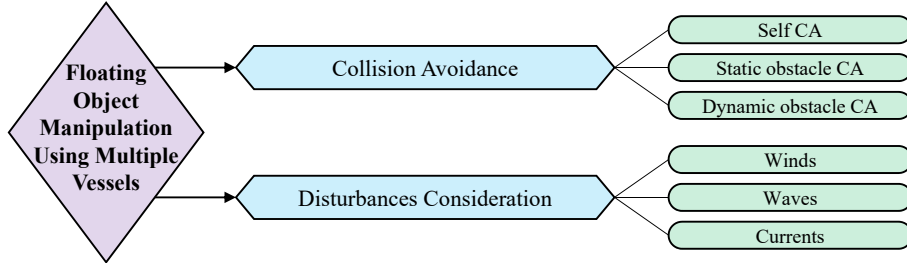 Floating
Object
Manipulation
Using Multiple
Vessels
Collision Avoidance
Self CA
Static obstacle CA
Dynamic obstacle CA
Disturbances Consideration
Winds
Waves
Currents